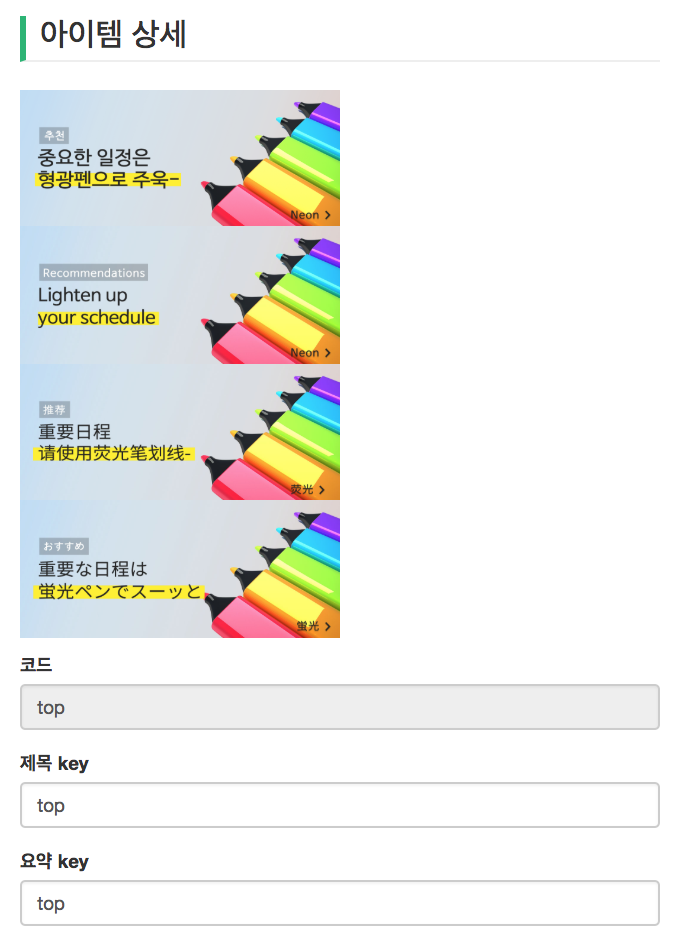 아이템 상세
추천
중요한 일정은
형광펜으로 주욱-
Neon >
Recommendations
Lighten up
your schedule
Neon >
推荐
重要日程
请使用荧光笔划线-
荧光 >
おすすめ
重要な日程は
蛍光ペンでスーッと
蛍光 >
코드
top
제목 key
top
요약 key
top